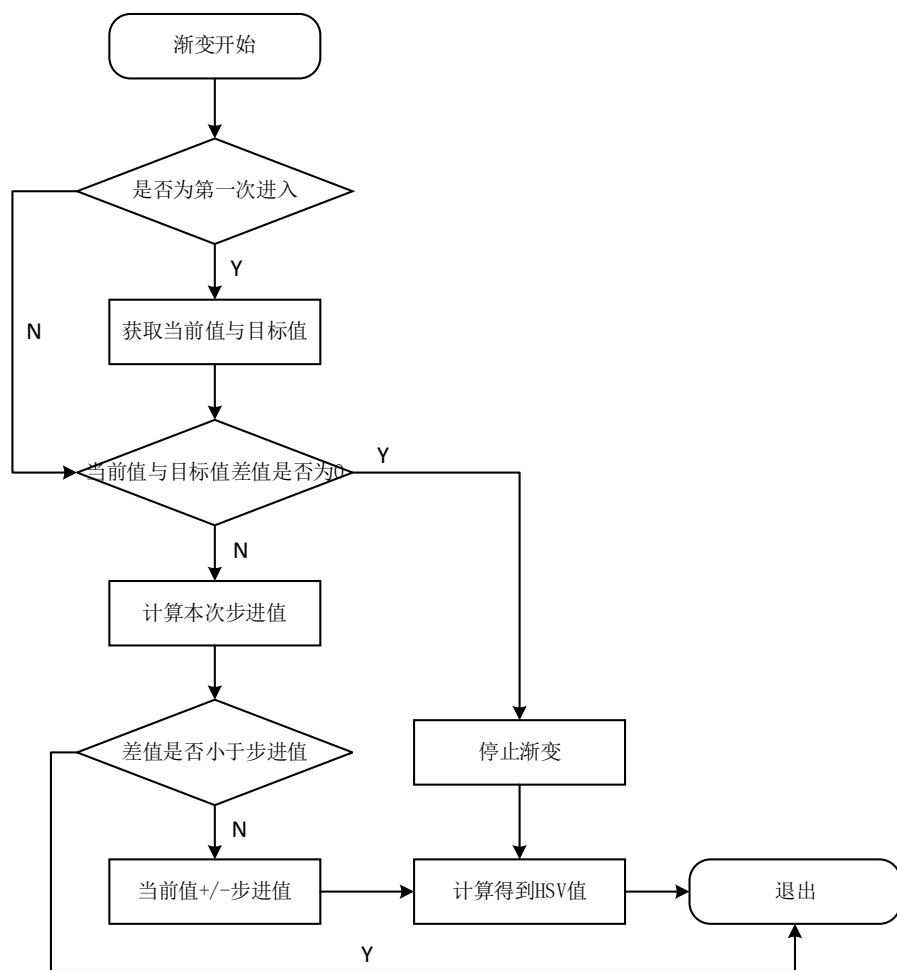 渐变开始
是否为第一次进入
Y
N
获取当前值与目标值
当前值与目标值差值是否为0
Y
N
计算本次步进值
差值是否小于步进值
停止渐变
N
当前值+/-步进值
计算得到HSV值
退出
Y